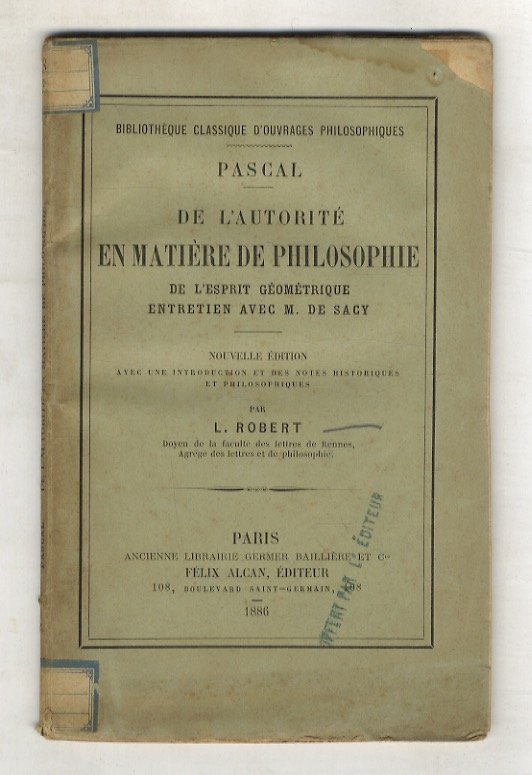 BIBLIOTHÈQUE CLASSIQUE D'OUVRAGES PHILOSOPHIQUES
PASCAL
DE L'AUTORITÉ
EN MATIÈRE DE PHILOSOPHIE
DE L'ESPRIT GÉOMÉTRIQUE
ENTRETIEN AVEC M. DE SACY
NOUVELLE ÉDITION
AVEC UNE INTRODUCTION ET DES NOTES HISTORIQUES
ET PHILOSOPHIQUES
PAR
L. ROBERT
Doyen de la faculté des lettres de Rennes,
Agrégé des lettres et de philosophie.
PARIS
ANCIENNE LIBRAIRIE GERMER BAILLIÈRE ET Cie
FÉLIX ALCAN, ÉDITEUR
108, BOULEVARD SAINT-GERMAIN, 108
1886
OFFERT PAR L'ÉDITEUR